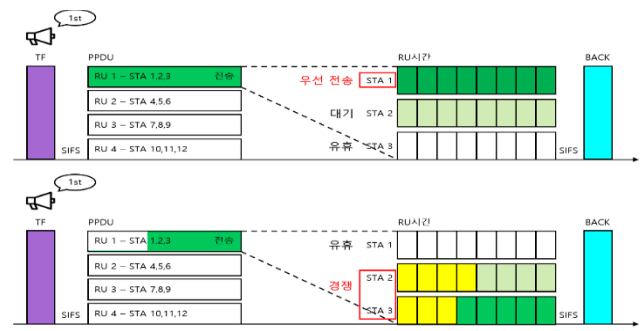 1st
TF PPDU RU시간 BACK
RU 1 – STA 1,2,3 전송
우선 전송 STA 1
RU 2 – STA 4,5,6
대기 STA 2
RU 3 – STA 7,8,9
SIFS RU 4 – STA 10,11,12 유휴 STA 3 SIFS
1st
TF PPDU RU시간 BACK
RU 1 – STA 1,2,3 전송
유휴 STA 1
RU 2 – STA 4,5,6
STA 2
RU 3 – STA 7,8,9 경쟁
SIFS RU 4 – STA 10,11,12 STA 3 SIFS